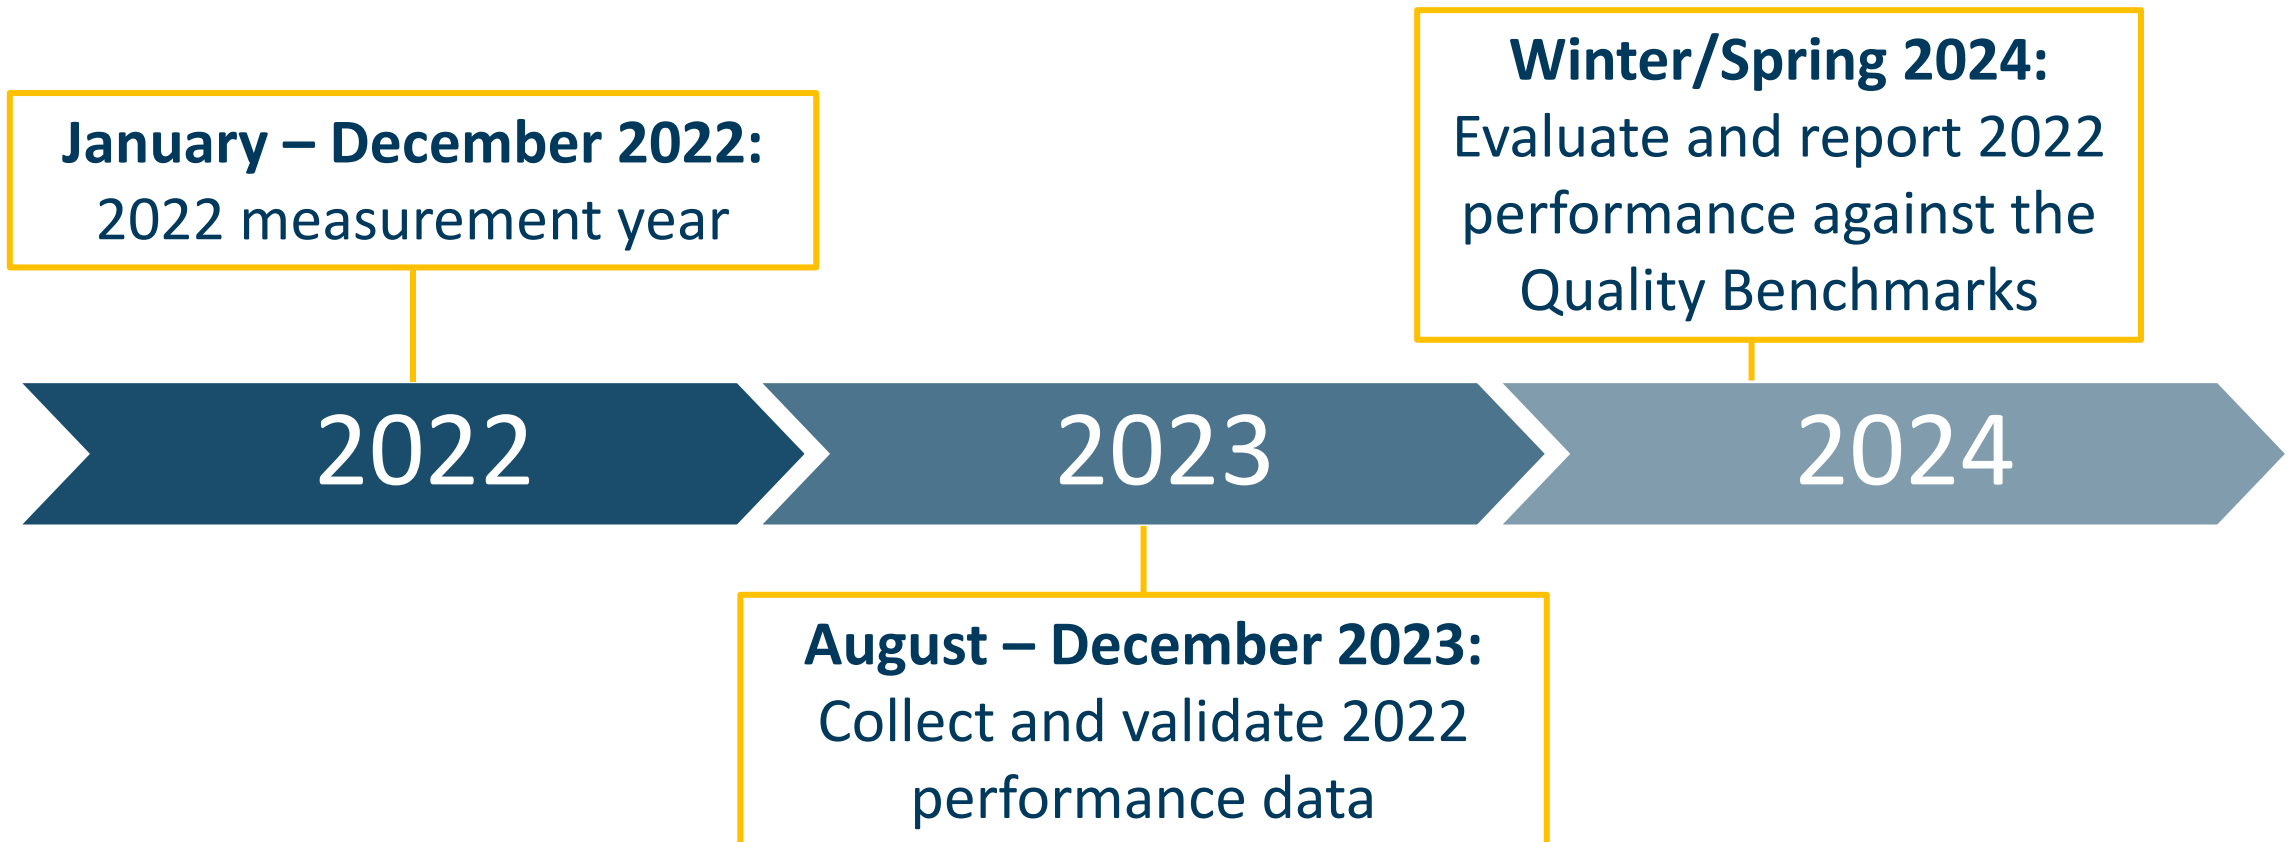 January – December 2022:
2022 measurement year
Winter/Spring 2024:
Evaluate and report 2022
performance against the
Quality Benchmarks
2022
2023
2024
August – December 2023:
Collect and validate 2022
performance data